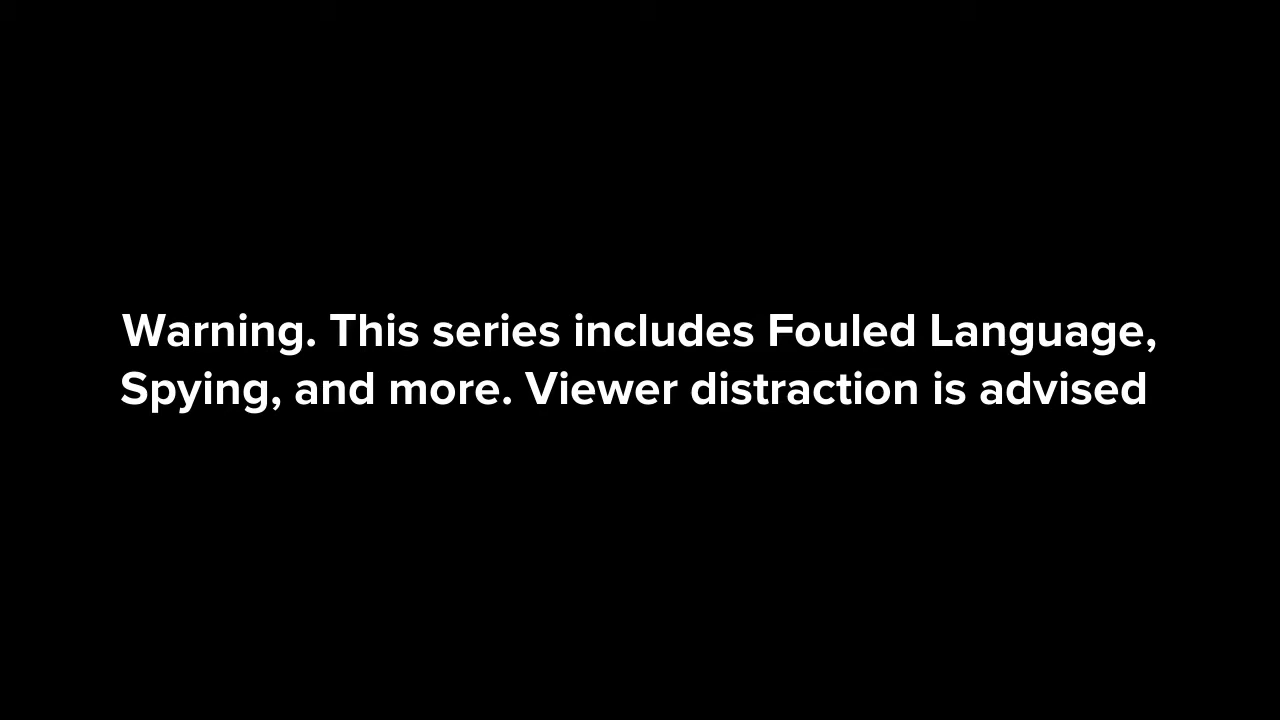 Warning. This series includes Fouled Language,
Spying, and more. Viewer distraction is advised